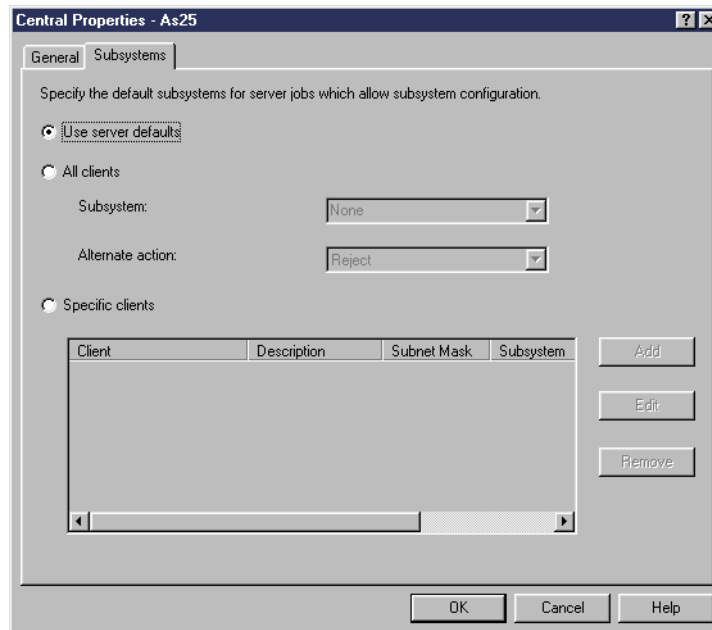 Central Properties - As25
General
Subsystems
Specify the default subsystems for server jobs which allow subsystem configuration.
Use server defaults
All clients
Subsystem:
None
Alternate action:
Reject
Specific clients
Client Description Subnet Mask Subsystem
Add
Edit
Remove
OK Cancel Help